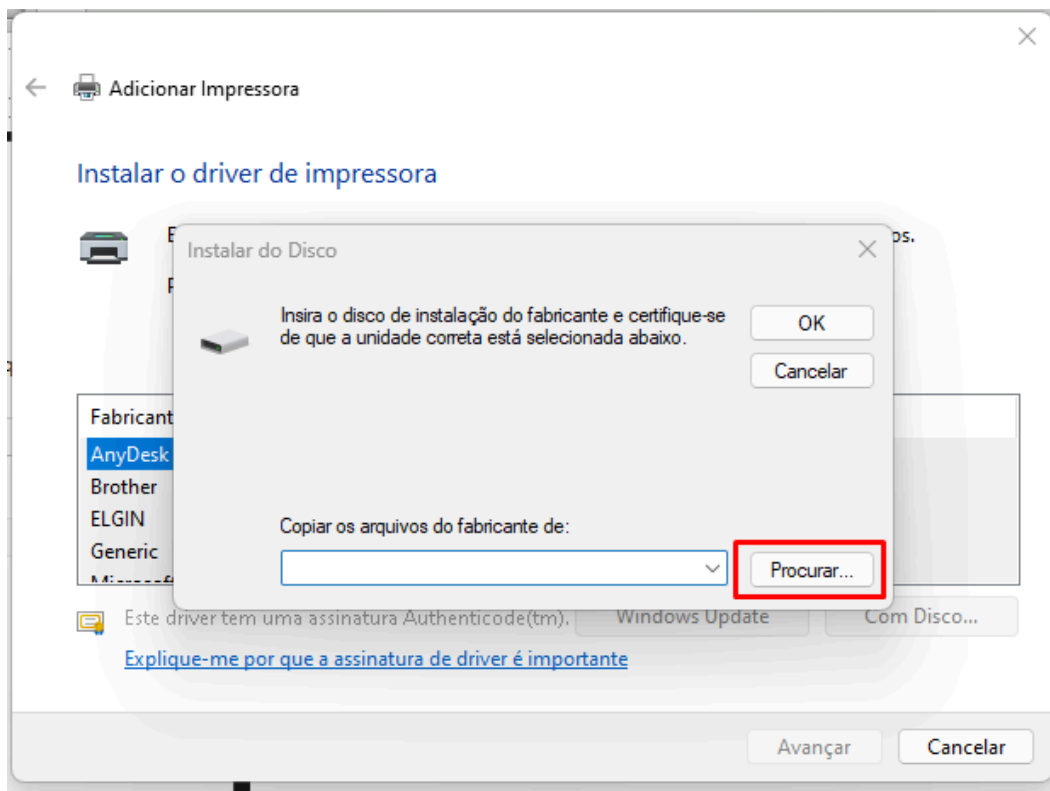 Adicionar Impressora
Instalar o driver de impressora
os.
Instalar do Disco
Insira o disco de instalação do fabricante e certifique-se
de que a unidade correta está selecionada abaixo.
OK
Cancelar
Fabricant
AnyDesk
Brother
ELGIN
Generic
Copiar os arquivos do fabricante de:
Procurar...
Este driver tem uma assinatura Authenticode(tm).
Windows Update
Com Disco...
Explique-me por que a assinatura de driver é importante
Avançar
Cancelar